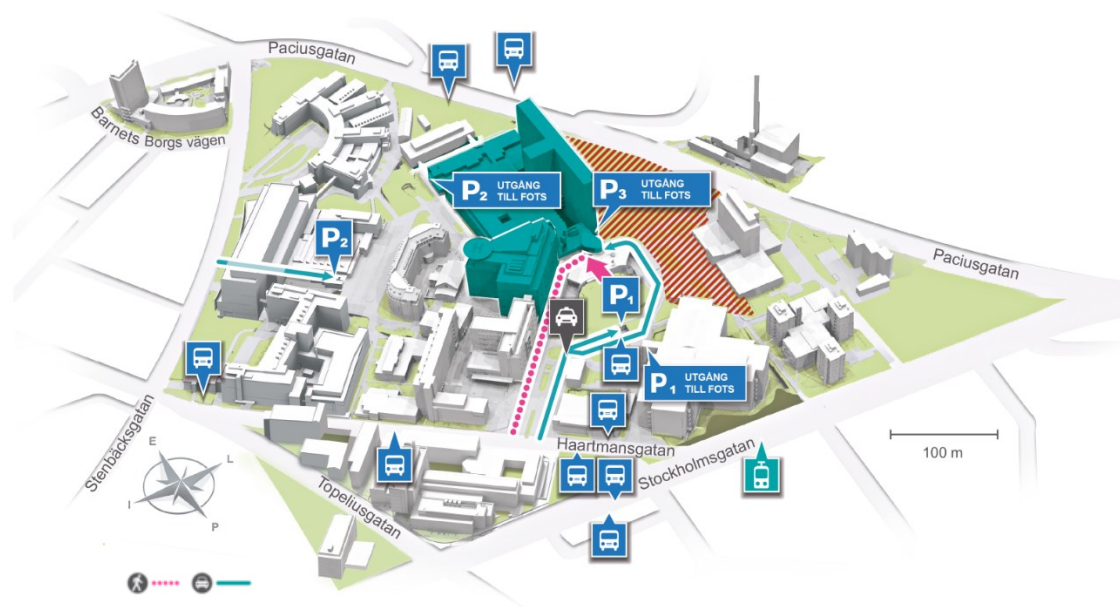 Paciusgatan
Barnets Borgs vägen
P2 UTGÅNG
TILL FOTS
P3 UTGÅNG
TILL FOTS
P2
Paciusgatan
P1
P1 UTGÅNG
TILL FOTS
Stenbäcksgatan
Haartmansgatan
Stockholmsgatan
100 m
Topeliusgatan
E
L
I
P